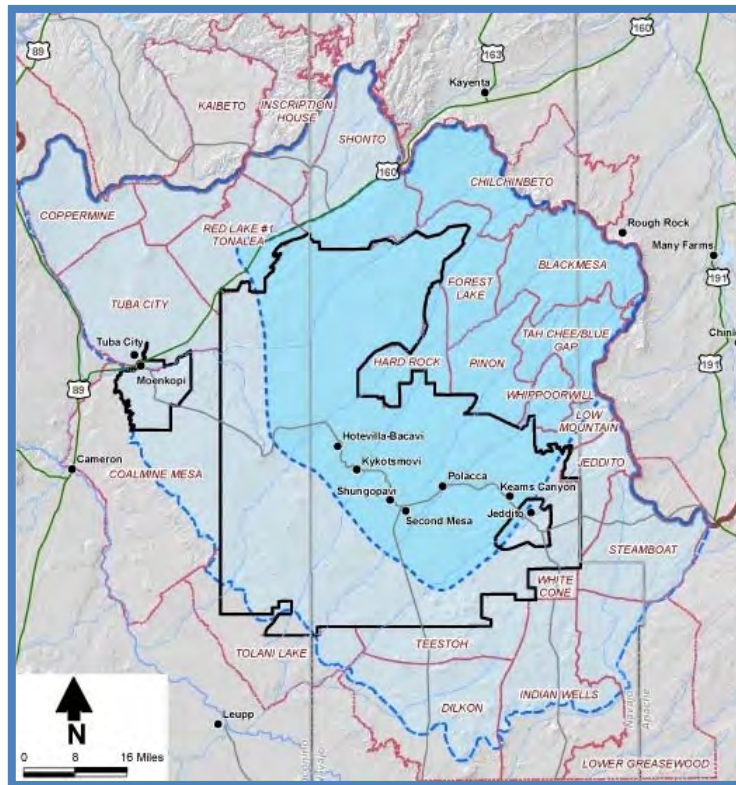 89
160
163
Kayenta
KAIBETO
INSCRIPTION
HOUSE
SHONTO
160
CHILCHINBETO
COPPERMINE
RED LAKE #1
TONALEA
Rough Rock
Many Farms
BLACKMESA
191
FOREST
LAKE
TUBA CITY
TAH CHEE/BLUE
GAP
Tuba City
HARD ROCK
PINON
Moenkopi
191
89
WHIPPOORWILL
LOW
MOUNTAIN
Hotevilla-Bacavi
Cameron
COALMINE MESA
Kykotsmovi
JEDDITO
Polacca
Keams Canyon
Shungopavi
Second Mesa
Jeddito
STEAMBOAT
WHITE
CONE
TEESTOH
TOLANI LAKE
INDIAN WELLS
DILKON
Navajo
Apache
Leupp
N
0 8 16 Miles
LOWER GREASEWOOD